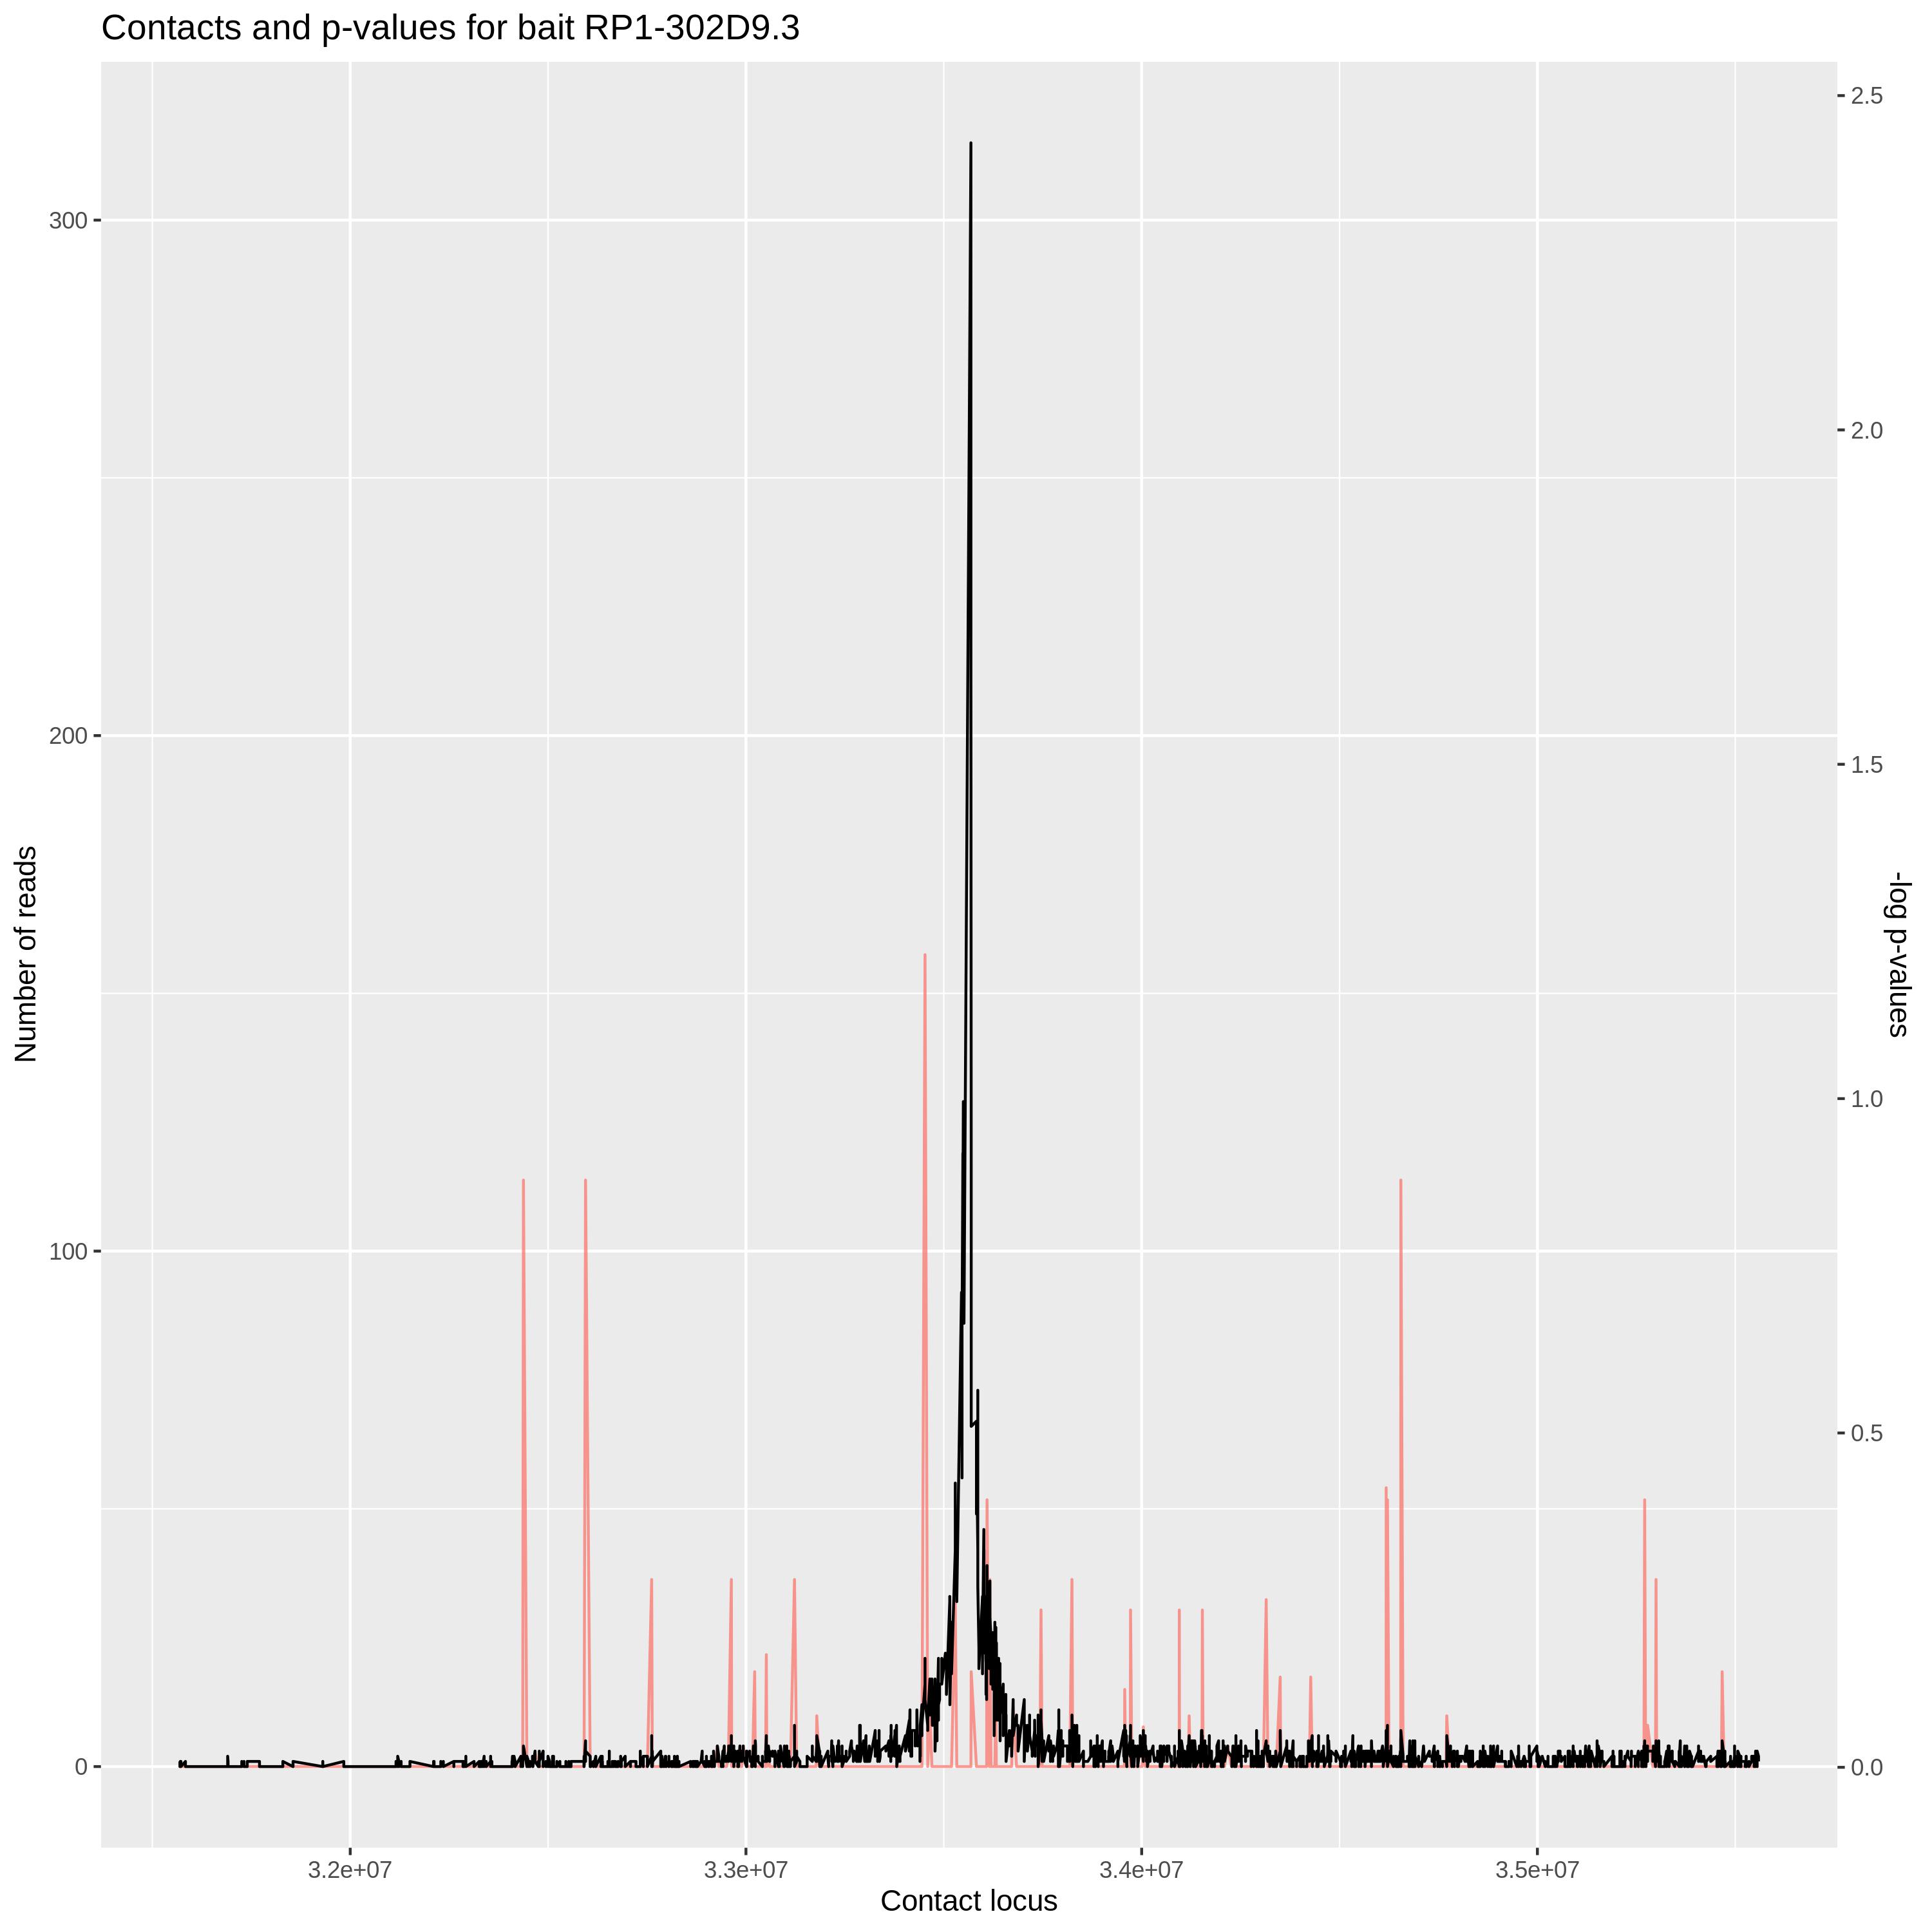 Contacts and p-values for bait RP1-302D9.3
300
200
100
0
Number of reads
2.5
2.0
1.5
1.0
0.5
0.0
-log p-values
3.2e+07
3.3e+07
3.4e+07
3.5e+07
Contact locus